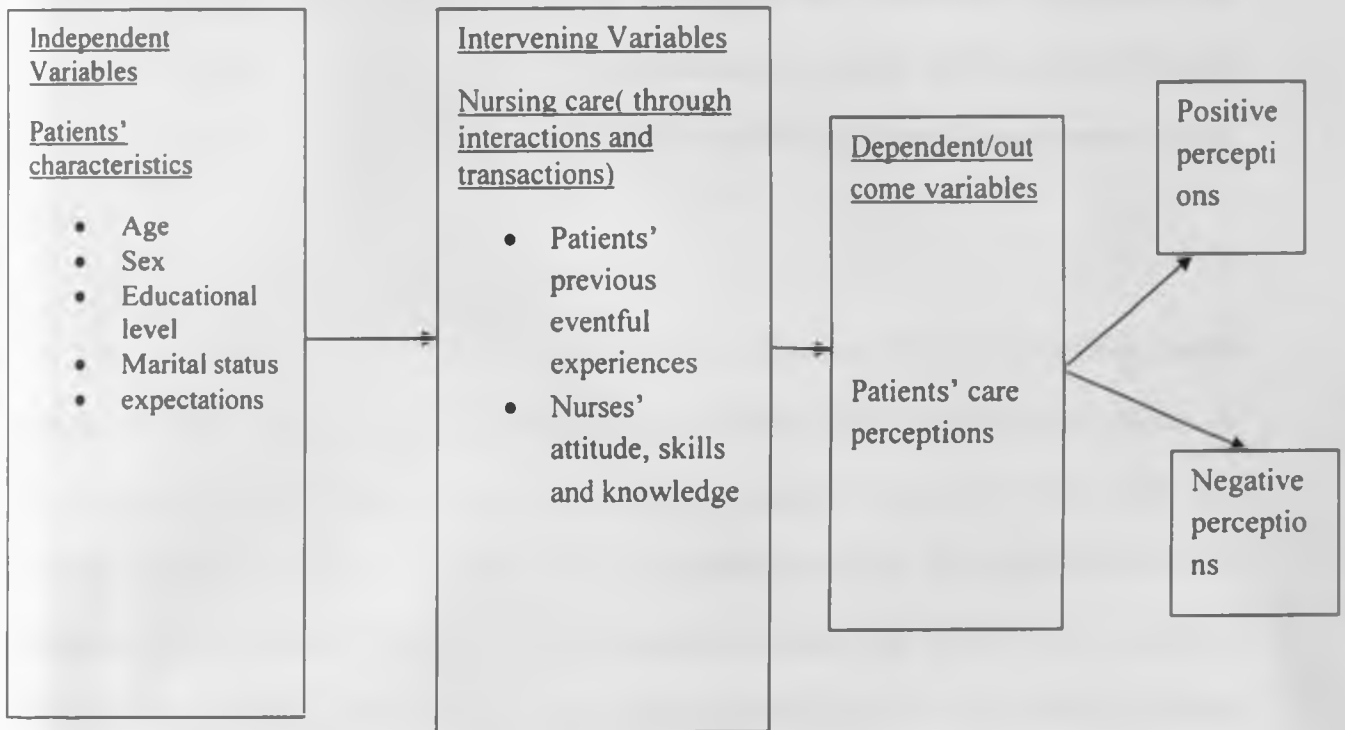 Independent
Variables
Patients'
characteristics
• Age
• Sex
• Educational
level
• Marital status
• expectations
Intervening Variables
Nursing care( through
interactions and
transactions)
• Patients'
previous
eventful
experiences
• Nurses'
attitude, skills
and knowledge
Dependent/out
come variables
Patients' care
perceptions
Positive
percepti
ons
Negative
perceptio
ns